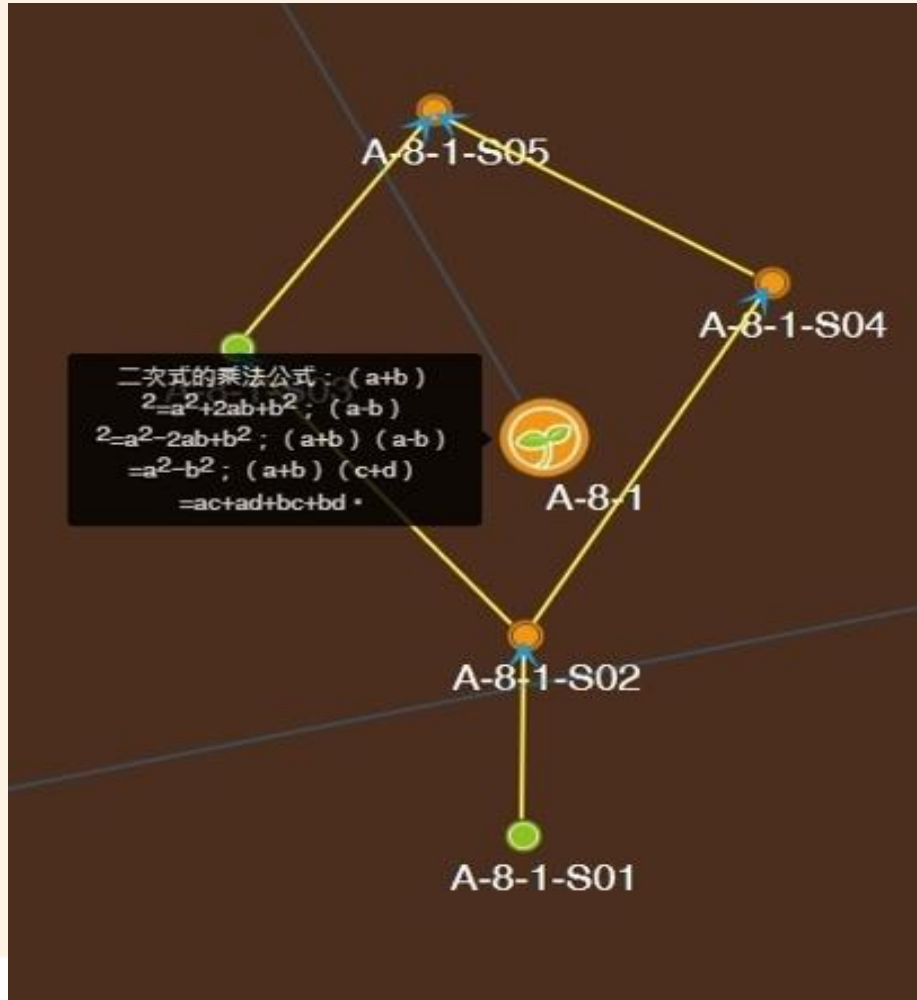 A-8-1-S05
A-8-1-S04
二次式的乘法公式：（a+b）
²=a²+2ab+b²；（a-b）
²=a²-2ab+b²；（a+b）（a-b）
=a²-b²；（a+b）（c+d）
=ac+ad+bc+bd。
A-8-1
A-8-1-S02
A-8-1-S01